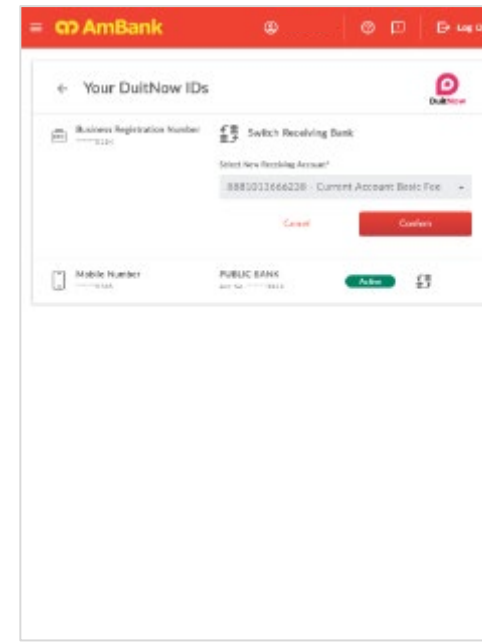 AmBank
Log O
Your DuitNow IDs
DuitNow
Business Registration Number
Switch Receiving Bank
Select New Receiving Account*
8881013666238 - Current Account Basic Fee
Cancel
Confirm
Mobile Number
PUBLIC BANK
Active